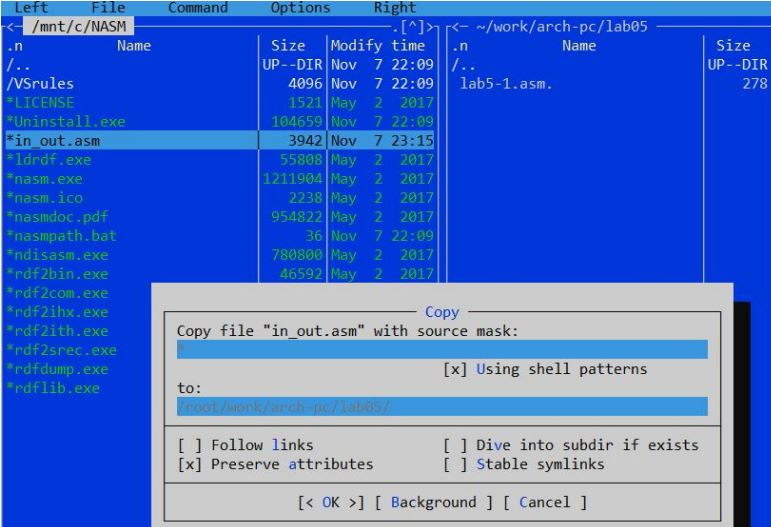 Left File Command Options Right
<- /mnt/c/NASM .[^]> <- ~/work/arch-pc/lab05
.n Name Size Modify time .n Name Size
/.. UP--DIR Nov 7 22:09 /.. UP--DIR
/VSrules 4096 Nov 7 22:09 lab5-1.asm. 278
*LICENSE 1521 May 2 2017
*Uninstall.exe 104659 Nov 7 22:09
*in_out.asm 3942 Nov 7 23:15
*ldrdf.exe 55808 May 2 2017
*nasm.exe 1211904 May 2 2017
*nasm.ico 2238 May 2 2017
*nasmdoc.pdf 954822 May 2 2017
*nasmpath.bat 36 Nov 7 22:09
*ndisasm.exe 780800 May 2 2017
*rdf2bin.exe 46592 May 2 2017
*rdf2com.exe
*rdf2ihx.exe
*rdf2ith.exe
*rdf2srec.exe
*rdfdump.exe
*rdflib.exe
Copy
Copy file "in_out.asm" with source mask:
*
[x] Using shell patterns
to:
/root/work/arch-pc/lab05/
[ ] Follow links [ ] Dive into subdir if exists
[x] Preserve attributes [ ] Stable symlinks
[< OK >] [ Background ] [ Cancel ]